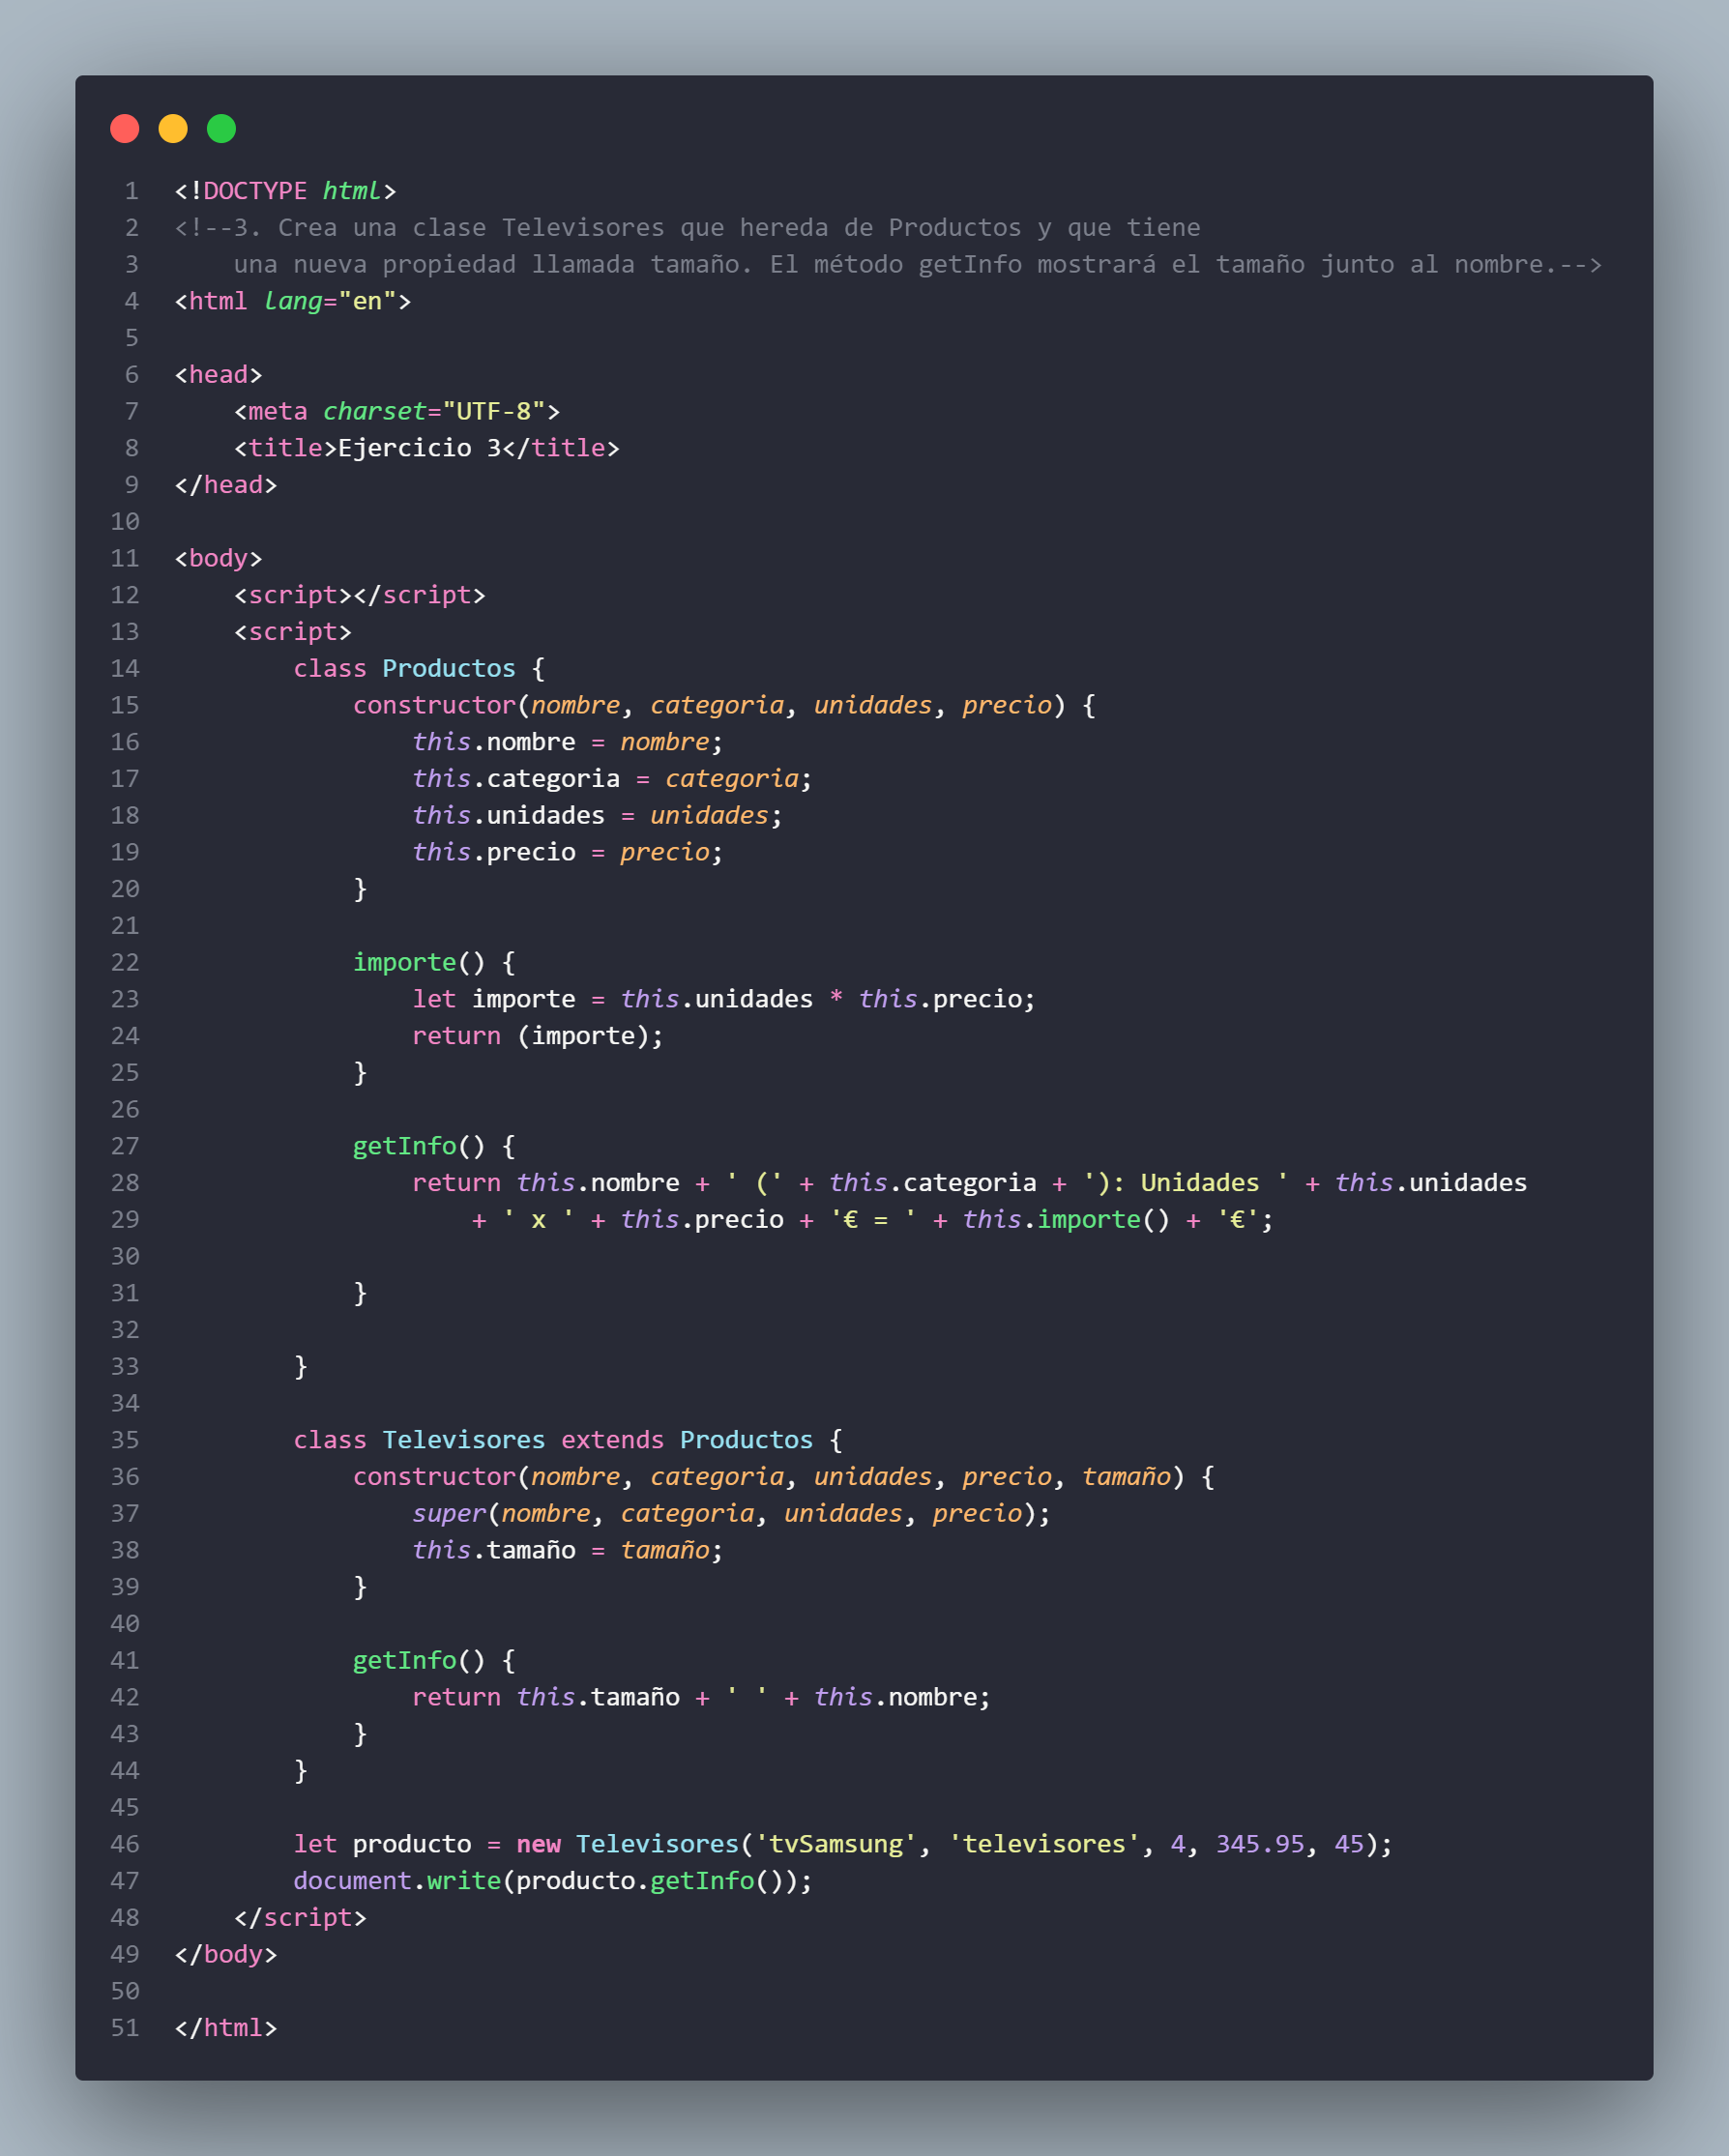 1 <!DOCTYPE html>
2 <!--3. Crea una clase Televisores que hereda de Productos y que tiene
3     una nueva propiedad llamada tamaño. El método getInfo mostrará el tamaño junto al nombre.-->
4 <html lang="en">
5
6 <head>
7     <meta charset="UTF-8">
8     <title>Ejercicio 3</title>
9 </head>
10
11 <body>
12     <script></script>
13     <script>
14         class Productos {
15             constructor(nombre, categoria, unidades, precio) {
16                 this.nombre = nombre;
17                 this.categoria = categoria;
18                 this.unidades = unidades;
19                 this.precio = precio;
20             }
21
22             importe() {
23                 let importe = this.unidades * this.precio;
24                 return (importe);
25             }
26
27             getInfo() {
28                 return this.nombre + ' (' + this.categoria + '): Unidades ' + this.unidades
29                     + ' x ' + this.precio + '€ = ' + this.importe() + '€';
30
31             }
32
33         }
34
35         class Televisores extends Productos {
36             constructor(nombre, categoria, unidades, precio, tamaño) {
37                 super(nombre, categoria, unidades, precio);
38                 this.tamaño = tamaño;
39             }
40
41             getInfo() {
42                 return this.tamaño + ' ' + this.nombre;
43             }
44         }
45
46         let producto = new Televisores('tvSamsung', 'televisores', 4, 345.95, 45);
47         document.write(producto.getInfo());
48     </script>
49 </body>
50
51 </html>